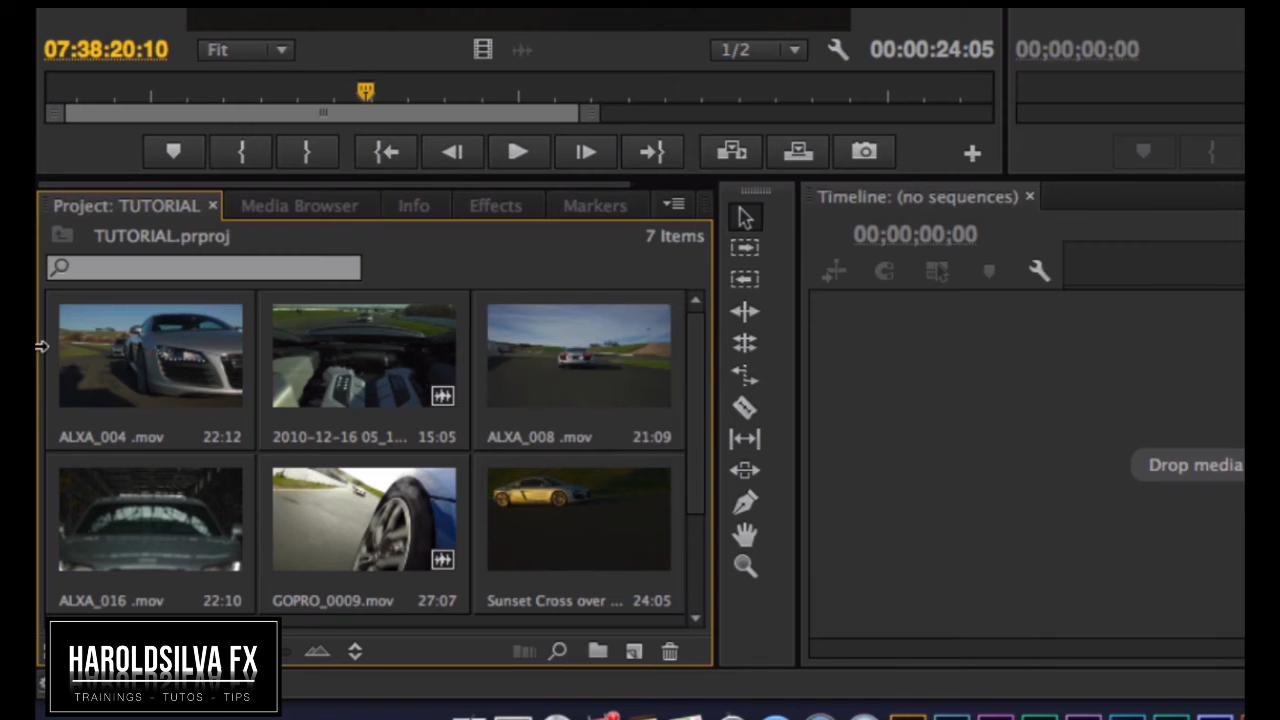 07:38:20:10 Fit 1/2 00:00:24:05 00;00;00;00
Project: TUTORIAL × Media Browser Info Effects Markers Timeline: (no sequences) ×
TUTORIAL.prproj 7 Items 00;00;00;00
ALXA_004 .mov 22:12 2010-12-16 05_1... 15:05 ALXA_008 .mov 21:09
Drop media
ALXA_016 .mov 22:10 GOPRO_0009.mov 27:07 Sunset Cross over ... 24:05
HAROLDSILVA FX
TRAININGS - TUTOS - TIPS